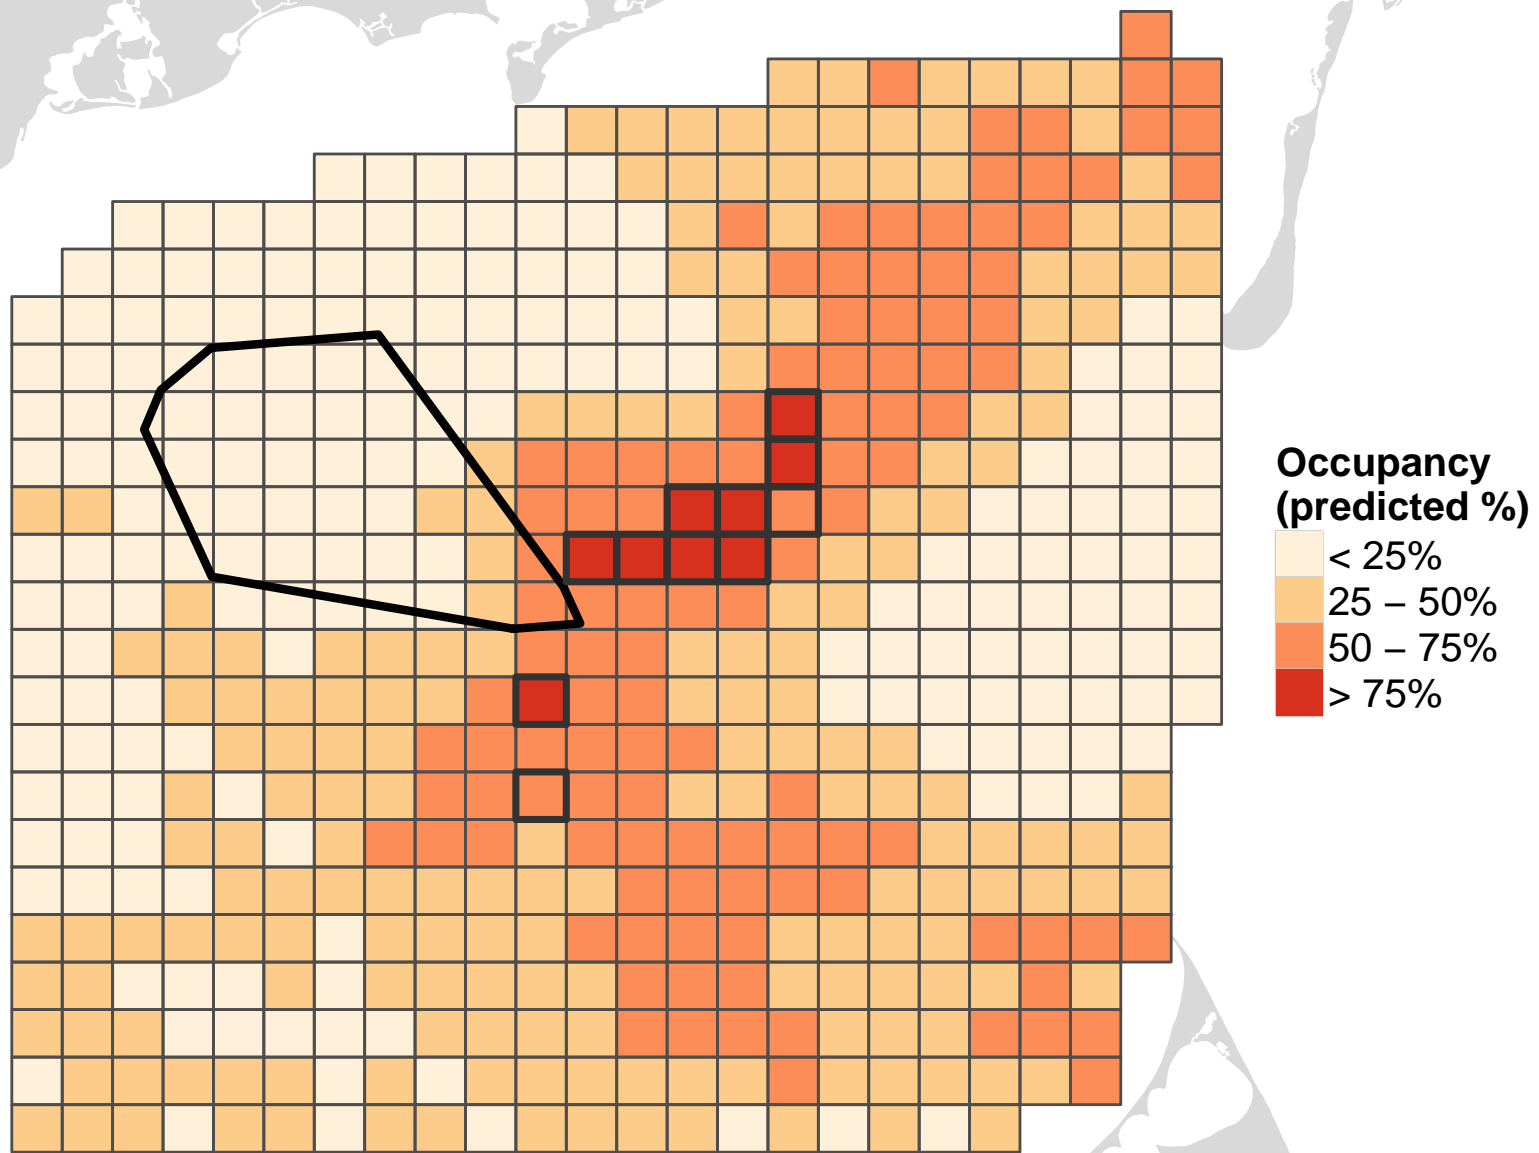 Occupancy
(predicted %)
< 25%
25 – 50%
50 – 75%
> 75%